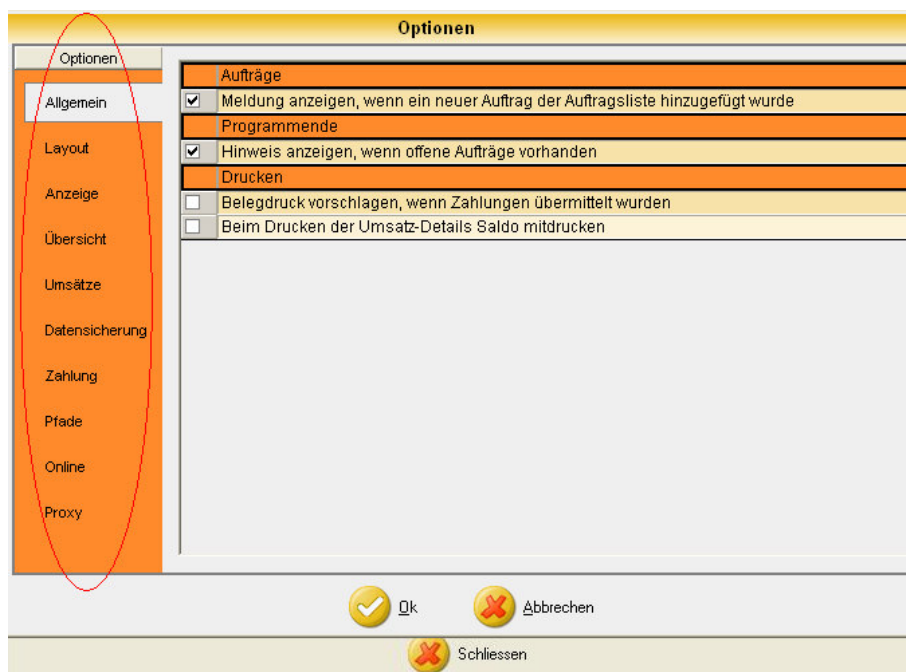 Optionen
Optionen
Allgemein
Layout
Anzeige
Übersicht
Umsätze
Datensicherung
Zahlung
Pfade
Online
Proxy
Aufträge
Meldung anzeigen, wenn ein neuer Auftrag der Auftragsliste hinzugefügt wurde
Programmende
Hinweis anzeigen, wenn offene Aufträge vorhanden
Drucken
Belegdruck vorschlagen, wenn Zahlungen übermittelt wurden
Beim Drucken der Umsatz-Details Saldo mitdrucken
Ok
Abbrechen
Schliessen